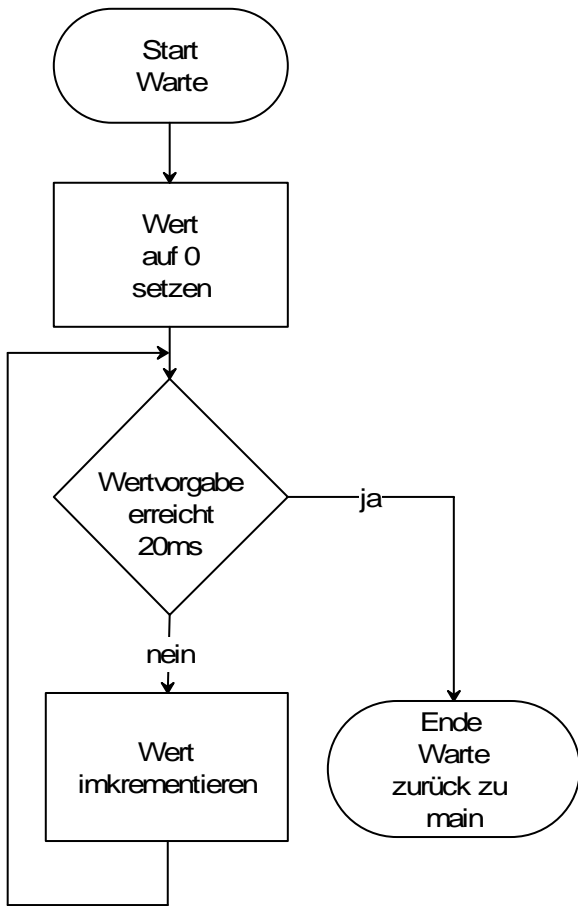 Start
Warte
Wert
auf 0
setzen
Wertvorgabe
erreicht
20ms
ja
nein
Wert
imkrementieren
Ende
Warte
zurück zu
main